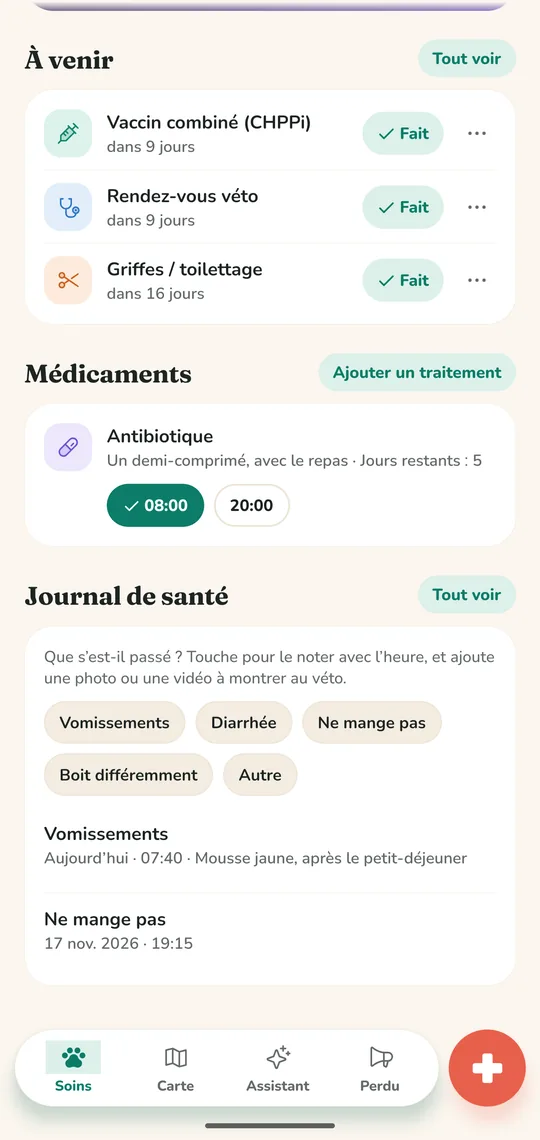 À venir
Tout voir
Vaccin combiné (CHPPi)
dans 9 jours
Fait
Rendez-vous véto
dans 9 jours
Fait
Griffes / toilettage
dans 16 jours
Fait
Médicaments
Ajouter un traitement
Antibiotique
Un demi-comprimé, avec le repas · Jours restants : 5
08:00
20:00
Journal de santé
Tout voir
Que s’est-il passé ? Touche pour le noter avec l’heure, et ajoute
une photo ou une vidéo à montrer au véto.
Vomissements
Diarrhée
Ne mange pas
Boit différemment
Autre
Vomissements
Aujourd’hui · 07:40 · Mousse jaune, après le petit-déjeuner
Ne mange pas
17 nov. 2026 · 19:15
Soins
Carte
Assistant
Perdu